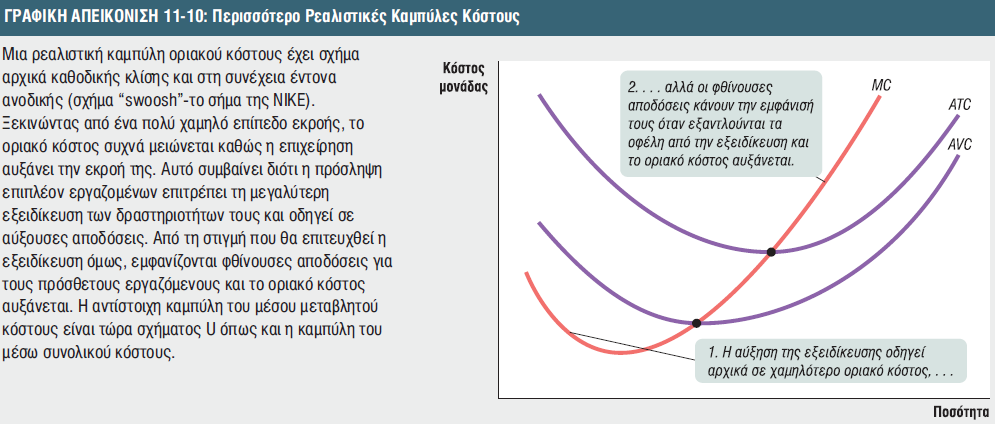 ΓΡΑΦΙΚΗ ΑΠΕΙΚΟΝΙΣΗ 11-10: Περισσότερο Ρεαλιστικές Καμπύλες Κόστους
Μια ρεαλιστική καμπύλη οριακού κόστους έχει σχήμα
αρχικά καθοδικής κλίσης και στη συνέχεια έντονα
ανοδικής (σχήμα “swoosh”-το σήμα της NIKE).
Ξεκινώντας από ένα πολύ χαμηλό επίπεδο εκροής, το
οριακό κόστος συχνά μειώνεται καθώς η επιχείρηση
αυξάνει την εκροή της. Αυτό συμβαίνει διότι η πρόσληψη
επιπλέον εργαζομένων επιτρέπει τη μεγαλύτερη
εξειδίκευση των δραστηριοτήτων τους και οδηγεί σε
αύξουσες αποδόσεις. Από τη στιγμή που θα επιτευχθεί η
εξειδίκευση όμως, εμφανίζονται φθίνουσες αποδόσεις για
τους πρόσθετους εργαζόμενους και το οριακό κόστος
αυξάνεται. Η αντίστοιχη καμπύλη του μέσου μεταβλητού
κόστους είναι τώρα σχήματος U όπως και η καμπύλη του
μέσω συνολικού κόστους.
Κόστος
μονάδας
2. . . . αλλά οι φθίνουσες
αποδόσεις κάνουν την εμφάνισή
τους όταν εξαντλούνται τα
οφέλη από την εξειδίκευση και
το οριακό κόστος αυξάνεται.
MC
ATC
AVC
1. Η αύξηση της εξειδίκευσης οδηγεί
αρχικά σε χαμηλότερο οριακό κόστος, . . .
Ποσότητα